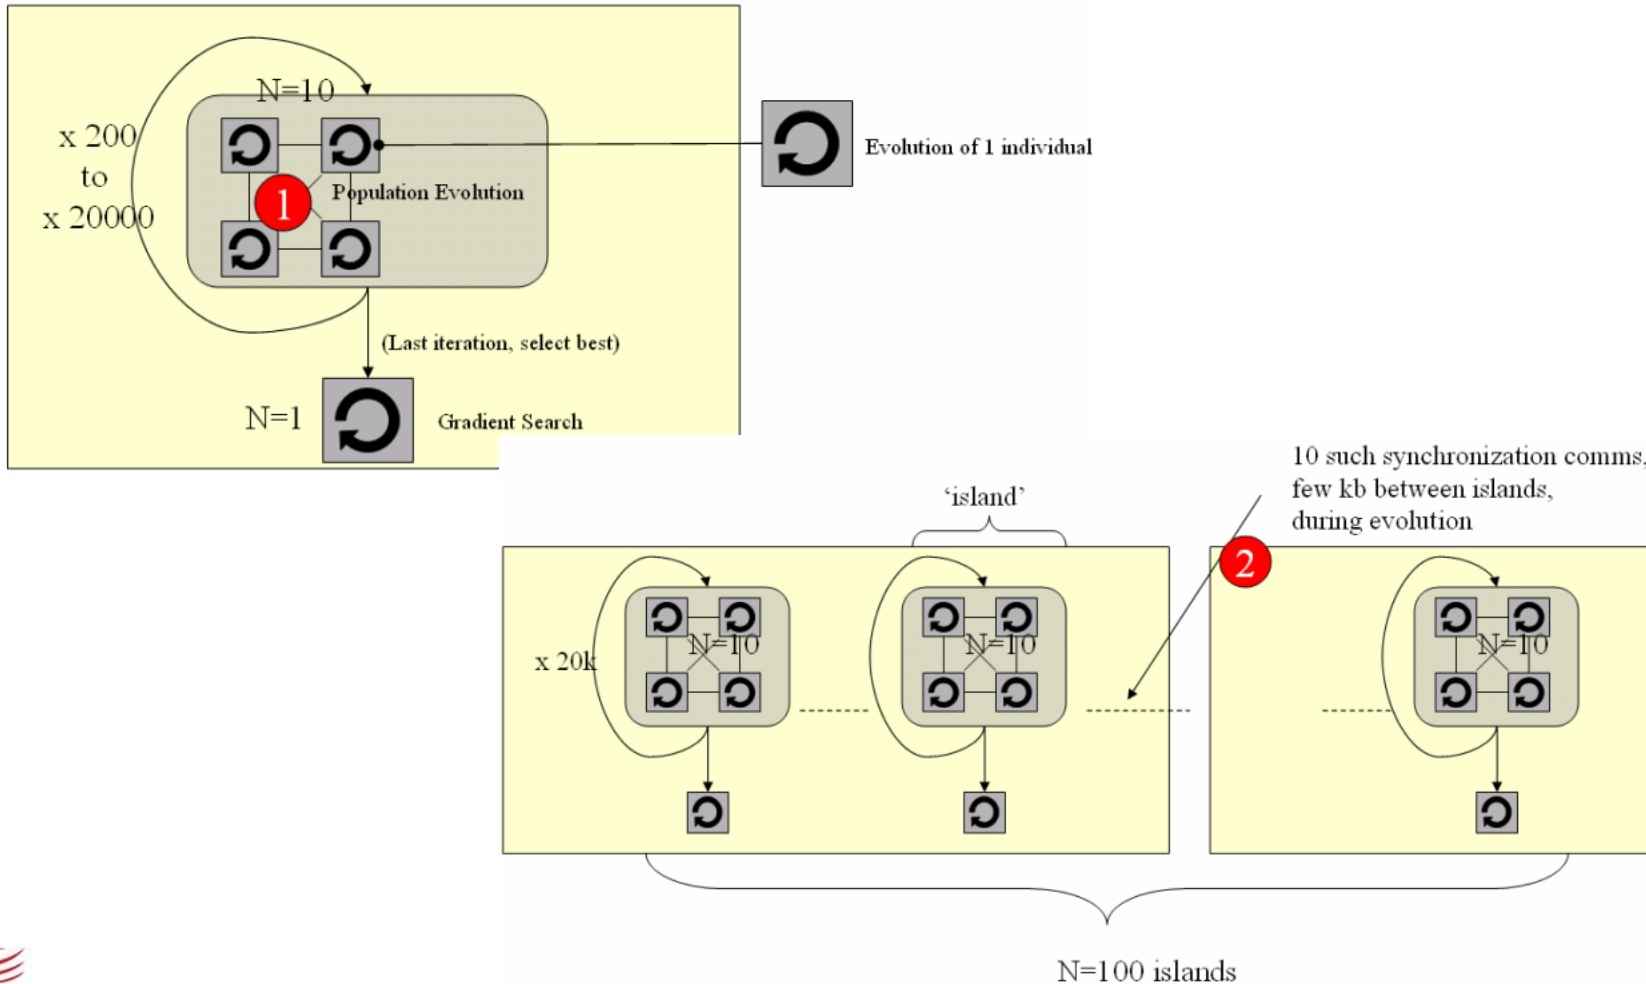 N=10
x 200
to
x 20000
1
Population Evolution
Evolution of 1 individual
(Last iteration, select best)
N=1
Gradient Search
10 such synchronization comms,
few kb between islands,
during evolution
‘island’
2
x 20k
N=10
N=10
N=10
N=100 islands